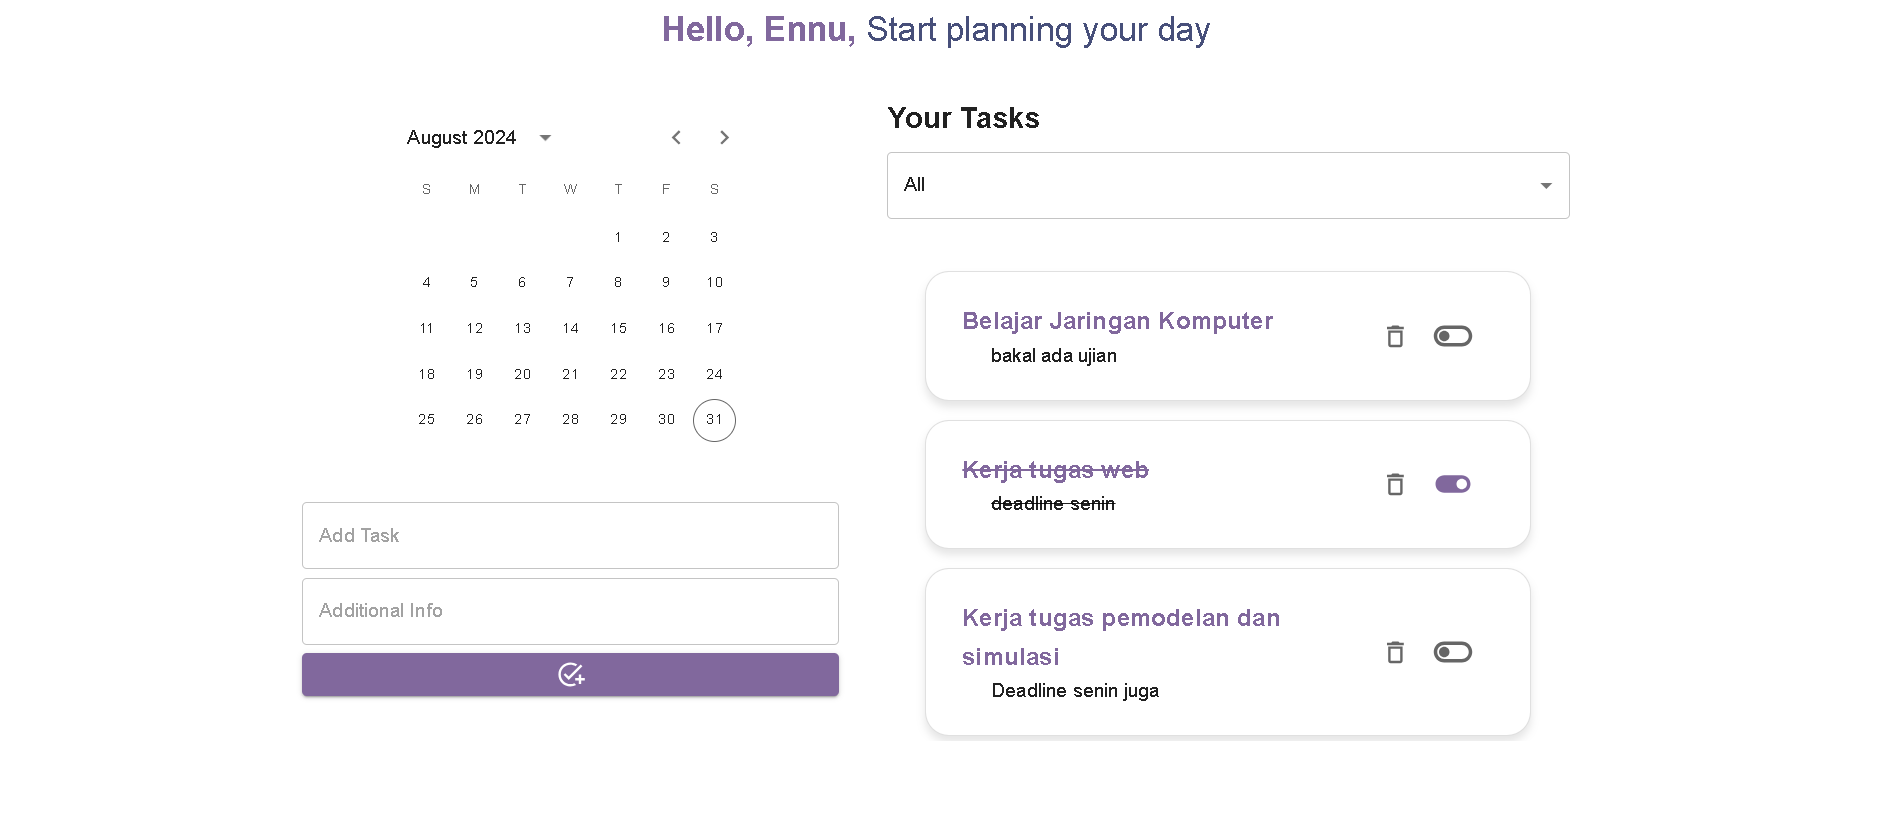 Hello, Ennu, Start planning your day
August 2024
S M T W T F S
1 2 3
4 5 6 7 8 9 10
11 12 13 14 15 16 17
18 19 20 21 22 23 24
25 26 27 28 29 30 31
Add Task
Additional Info
Your Tasks
All
Belajar Jaringan Komputer
bakal ada ujian
Kerja tugas web
deadline senin
Kerja tugas pemodelan dan
simulasi
Deadline senin juga